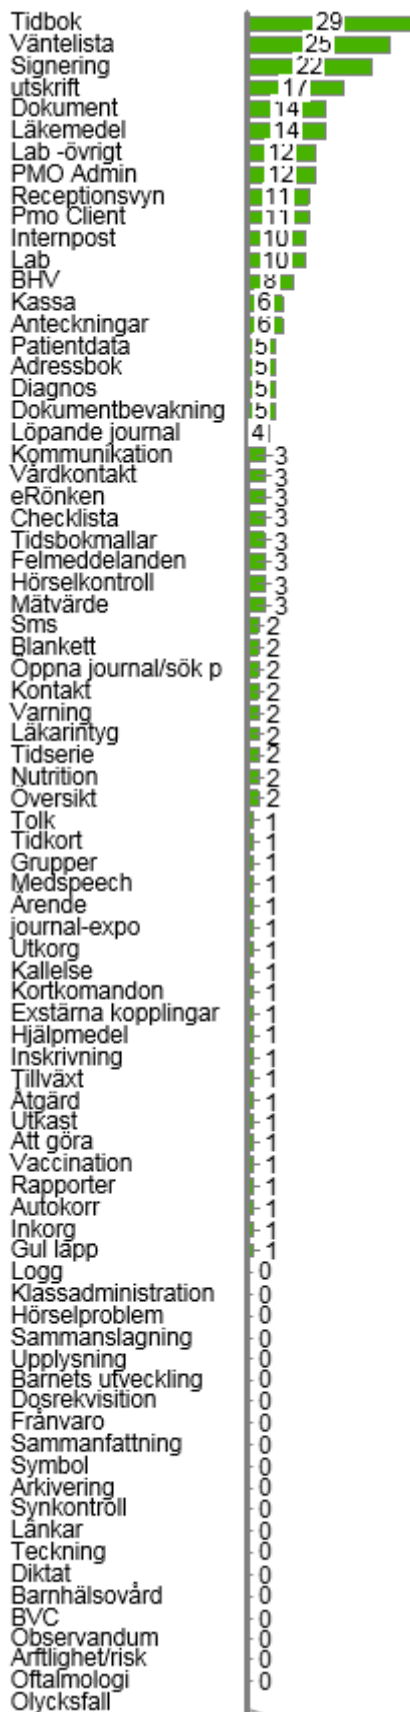 Tidbok 29
Väntelista 25
Signering 22
utskrift 17
Dokument 14
Läkemedel 14
Lab -övrigt 12
PMO Admin 12
Receptionsvyn 11
Pmo Client 11
Internpost 10
Lab 10
BHV 8
Kassa 6
Anteckningar 6
Patientdata 5
Adressbok 5
Diagnos 5
Dokumentbevakning 5
Löpande journal 4
Kommunikation 3
Vårdkontakt 3
eRönken 3
Checklista 3
Tidsbokmallar 3
Felmeddelanden 3
Hörselkontroll 3
Mätvärde 3
Sms 2
Blankett 2
Öppna journal/sök p 2
Kontakt 2
Varning 2
Läkarintyg 2
Tidserie 2
Nutrition 2
Översikt 2
Tolk 1
Tidkort 1
Grupper 1
Medspeech 1
Ärende 1
journal-expo 1
Utkorg 1
Kallelse 1
Kortkomandon 1
Exstärna kopplingar 1
Hjälpmedel 1
Inskrivning 1
Tillväxt 1
Åtgärd 1
Utkast 1
Att göra 1
Vaccination 1
Rapporter 1
Autokorr 1
Inkorg 1
Gul lapp 1
Logg 0
Klassadministration 0
Hörselproblem 0
Sammanslagning 0
Upplysning 0
Barnets utveckling 0
Dosrekvisition 0
Frånvaro 0
Sammanfattning 0
Symbol 0
Arkivering 0
Synkontroll 0
Länkar 0
Teckning 0
Diktat 0
Barnhälsovård 0
BVC 0
Observandum 0
Ärftlighet/risk 0
Oftalmologi 0
Olycksfall